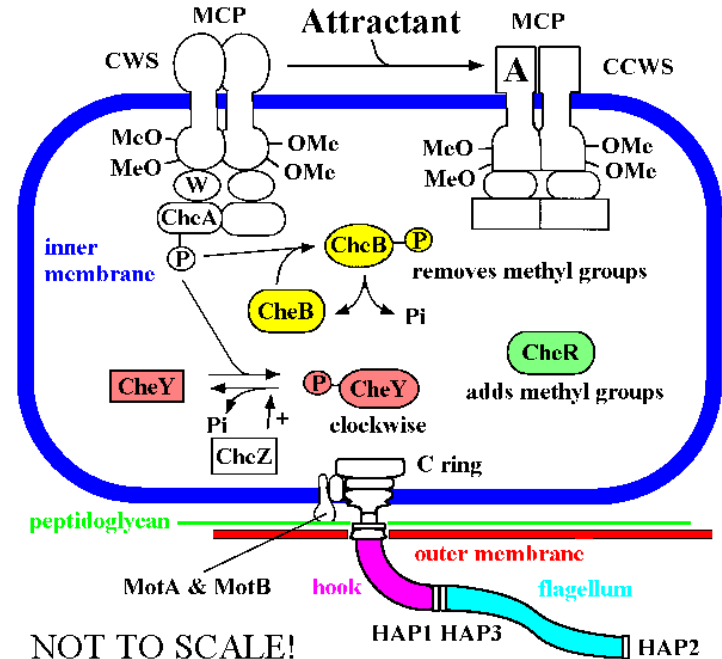 MCP
Attractant
MCP
CWS
A
CCWS
MeO
OMe
MeO
OMe
MeO
OMe
MeO
OMe
W
CheA
P
inner
membrane
CheB
P
removes methyl groups
CheB
Pi
CheR
adds methyl groups
CheY
P
CheY
clockwise
Pi
+
CheZ
C ring
peptidoglycan
outer membrane
MotA & MotB
hook
flagellum
HAP1 HAP3
HAP2
NOT TO SCALE!